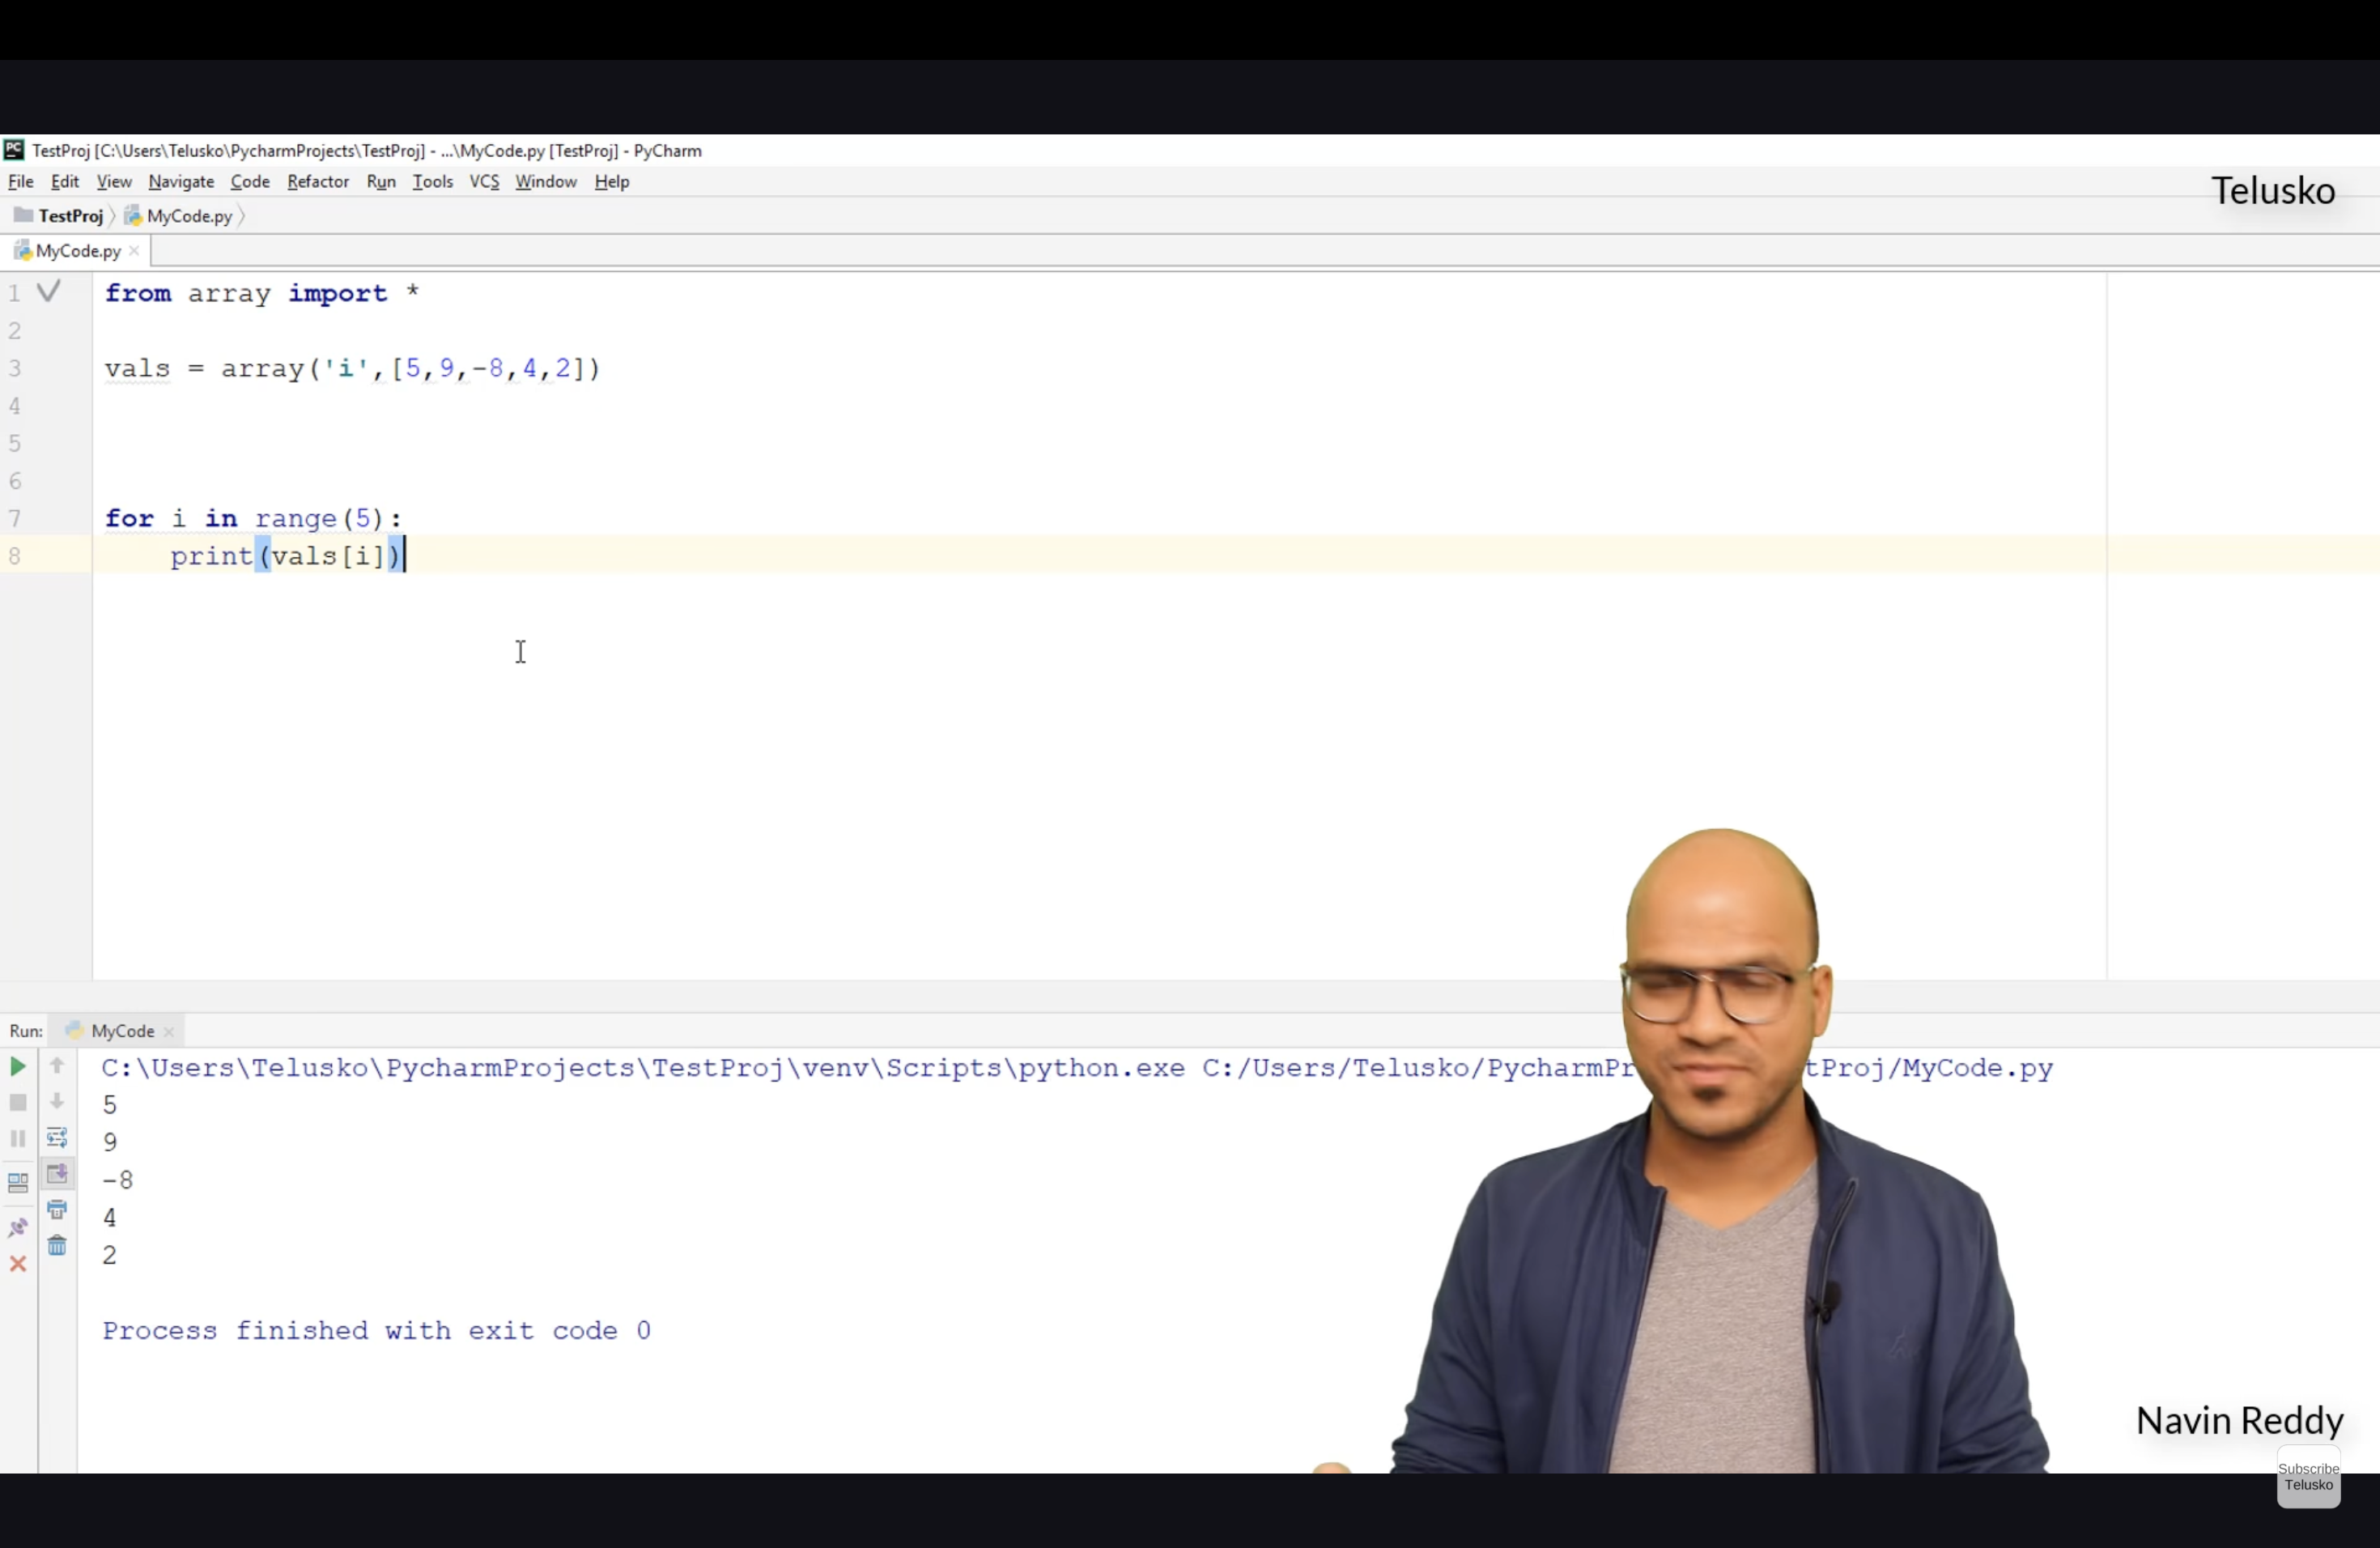 TestProj [C:\Users\Telusko\PycharmProjects\TestProj] - ...\MyCode.py [TestProj] - PyCharm
File Edit View Navigate Code Refactor Run Tools VCS Window Help
Telusko
TestProj MyCode.py
MyCode.py
1 from array import *
2
3 vals = array('i',[5,9,-8,4,2])
4
5
6
7 for i in range(5):
8     print(vals[i])
Run: MyCode
C:\Users\Telusko\PycharmProjects\TestProj\venv\Scripts\python.exe C:/Users/Telusko/PycharmPr tProj/MyCode.py
5
9
-8
4
2
Process finished with exit code 0
Navin Reddy
Subscribe
Telusko